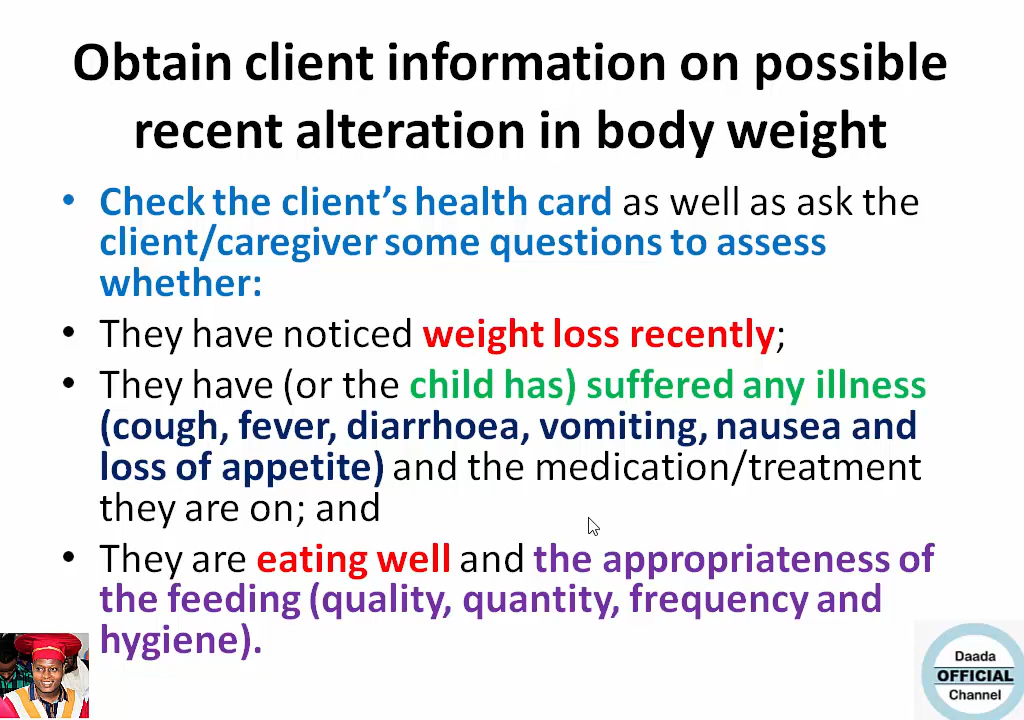 Obtain client information on possible
recent alteration in body weight
• Check the client’s health card as well as ask the
client/caregiver some questions to assess
whether:
• They have noticed weight loss recently;
• They have (or the child has) suffered any illness
(cough, fever, diarrhoea, vomiting, nausea and
loss of appetite) and the medication/treatment
they are on; and
• They are eating well and the appropriateness of
the feeding (quality, quantity, frequency and
hygiene).
Daada
OFFICIAL
Channel